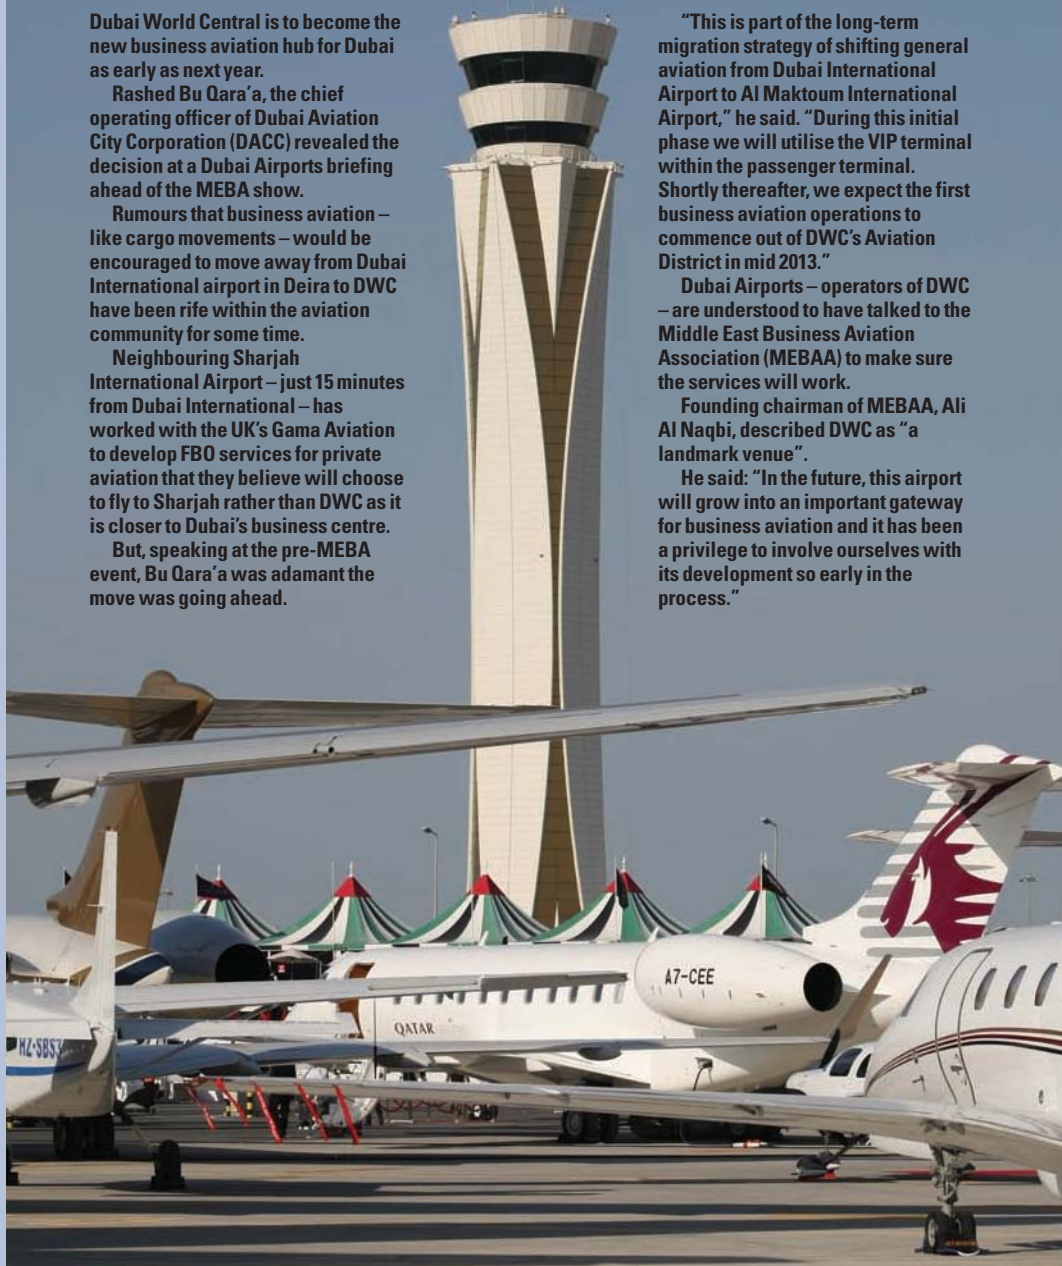 Dubai World Central is to become the
new business aviation hub for Dubai
as early as next year.
Rashed Bu Qara’a, the chief
operating officer of Dubai Aviation
City Corporation (DACC) revealed the
decision at a Dubai Airports briefing
ahead of the MEBA show.
Rumours that business aviation –
like cargo movements – would be
encouraged to move away from Dubai
International airport in Deira to DWC
have been rife within the aviation
community for some time.
Neighbouring Sharjah
International Airport – just 15 minutes
from Dubai International – has
worked with the UK’s Gama Aviation
to develop FBO services for private
aviation that they believe will choose
to fly to Sharjah rather than DWC as it
is closer to Dubai’s business centre.
But, speaking at the pre-MEBA
event, Bu Qara’a was adamant the
move was going ahead.
“This is part of the long-term
migration strategy of shifting general
aviation from Dubai International
Airport to Al Maktoum International
Airport,” he said. “During this initial
phase we will utilise the VIP terminal
within the passenger terminal.
Shortly thereafter, we expect the first
business aviation operations to
commence out of DWC’s Aviation
District in mid 2013.”
Dubai Airports – operators of DWC
– are understood to have talked to the
Middle East Business Aviation
Association (MEBAA) to make sure
the services will work.
Founding chairman of MEBAA, Ali
Al Naqbi, described DWC as “a
landmark venue”.
He said: “In the future, this airport
will grow into an important gateway
for business aviation and it has been
a privilege to involve ourselves with
its development so early in the
process.”
A7-CEE
QATAR